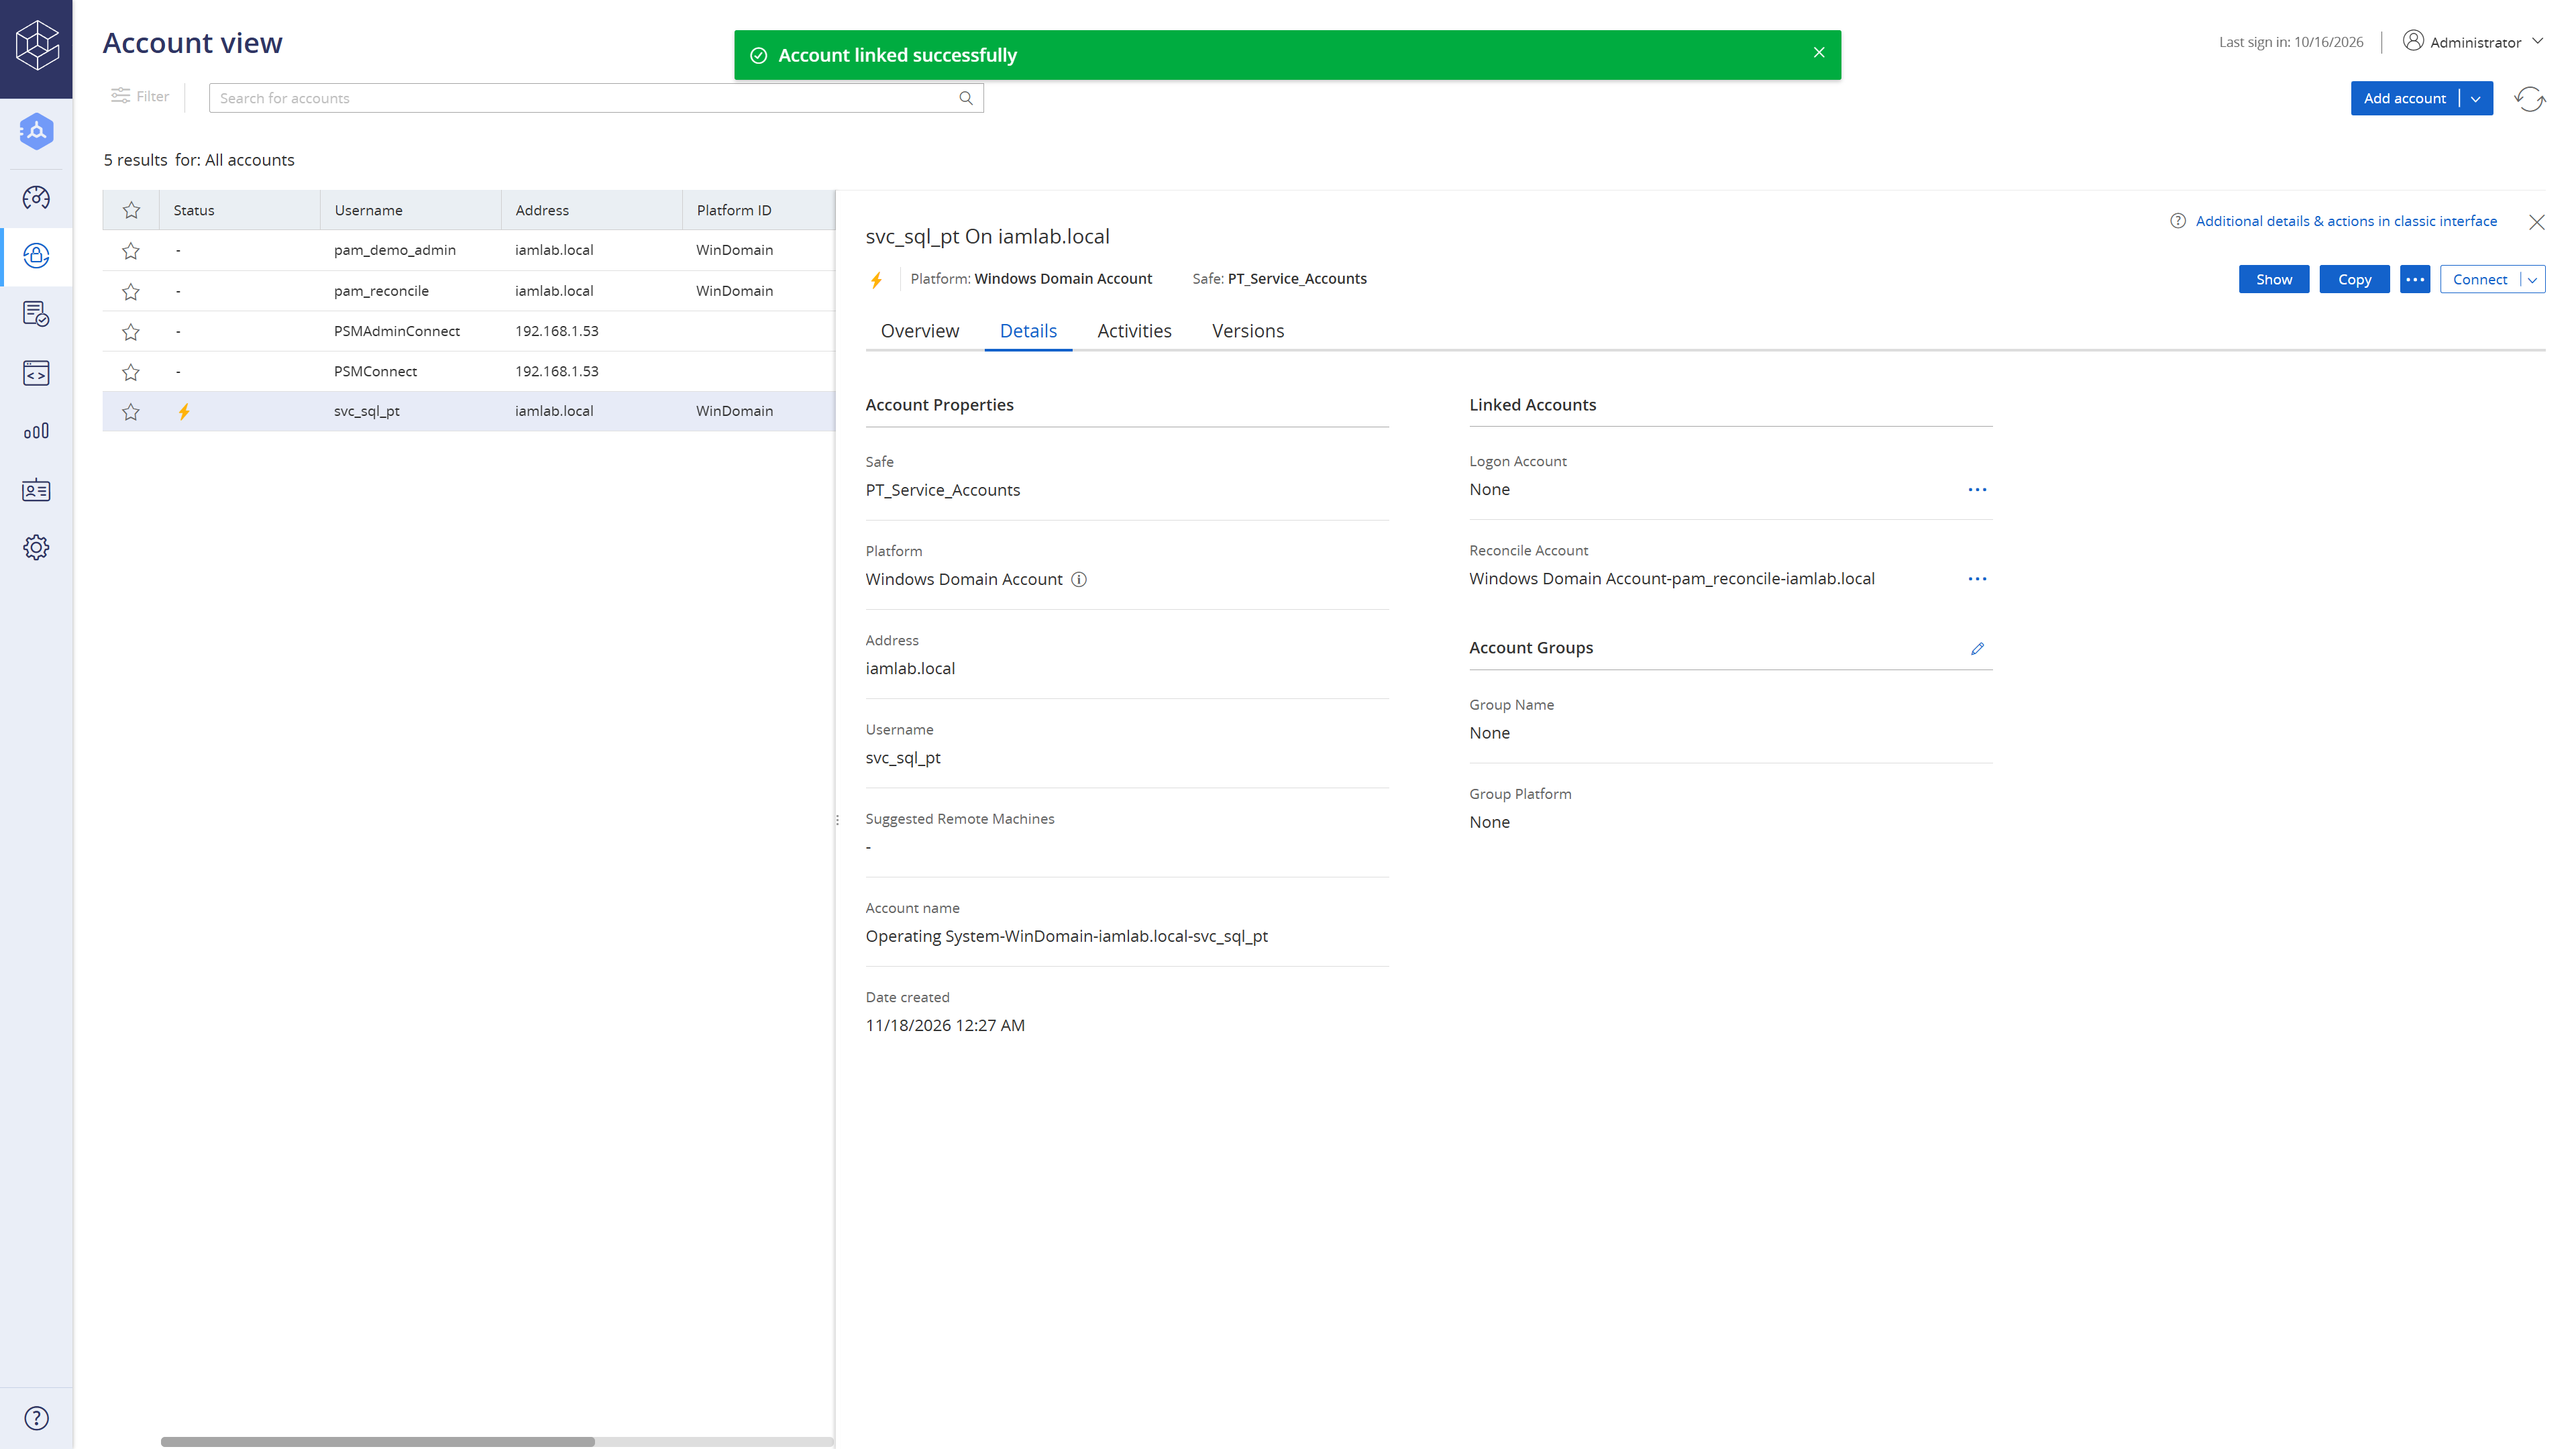 Account view
Account linked successfully
Last sign in: 10/16/2026
Administrator
Filter
Search for accounts
Add account
5 results for: All accounts
Status Username Address Platform ID
- pam_demo_admin iamlab.local WinDomain
- pam_reconcile iamlab.local WinDomain
- PSMAdminConnect 192.168.1.53
- PSMConnect 192.168.1.53
svc_sql_pt iamlab.local WinDomain
Additional details & actions in classic interface
svc_sql_pt On iamlab.local
Platform: Windows Domain Account Safe: PT_Service_Accounts
Show Copy ... Connect
Overview Details Activities Versions
Account Properties
Safe
PT_Service_Accounts
Platform
Windows Domain Account
Address
iamlab.local
Username
svc_sql_pt
Suggested Remote Machines
-
Account name
Operating System-WinDomain-iamlab.local-svc_sql_pt
Date created
11/18/2026 12:27 AM
Linked Accounts
Logon Account
None
Reconcile Account
Windows Domain Account-pam_reconcile-iamlab.local
Account Groups
Group Name
None
Group Platform
None